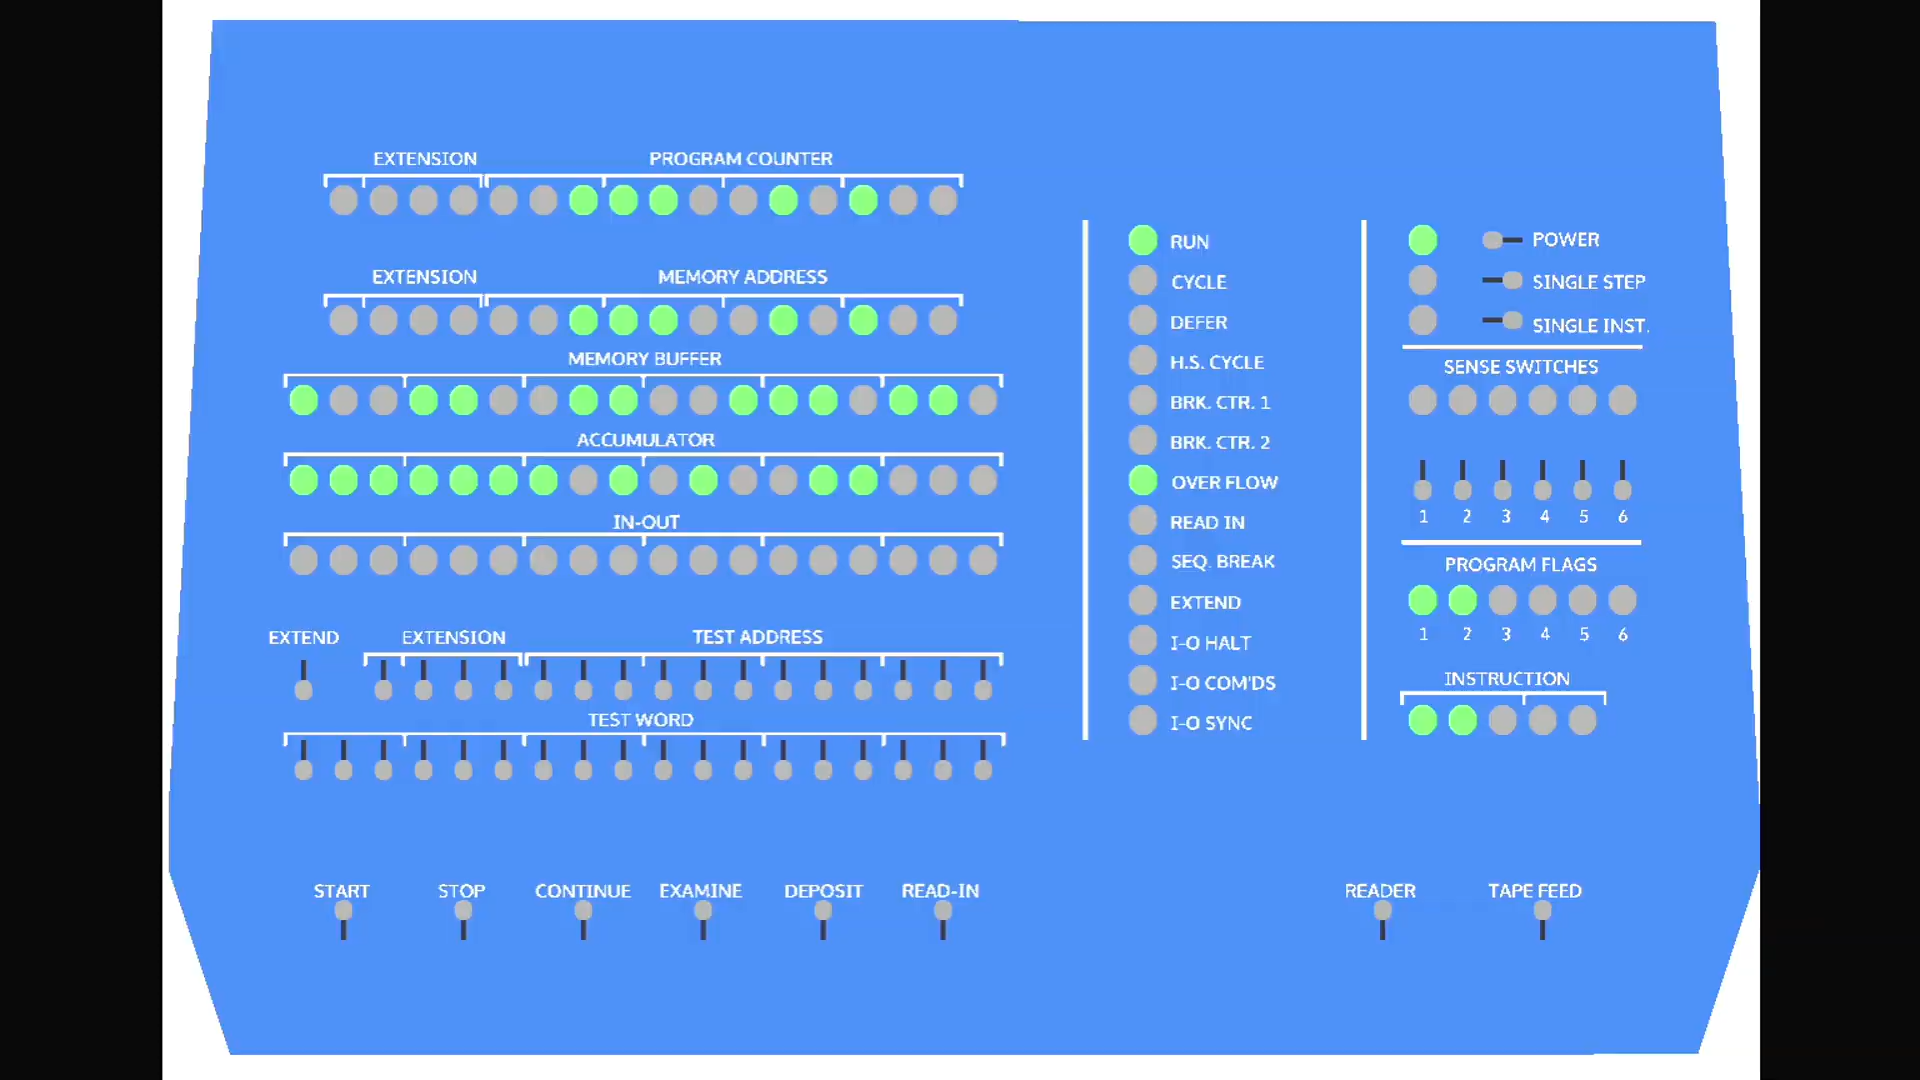 EXTENSION PROGRAM COUNTER
EXTENSION MEMORY ADDRESS
MEMORY BUFFER
ACCUMULATOR
IN-OUT
EXTEND EXTENSION TEST ADDRESS
TEST WORD
START STOP CONTINUE EXAMINE DEPOSIT READ-IN
RUN
CYCLE
DEFER
H.S. CYCLE
BRK. CTR. 1
BRK. CTR. 2
OVER FLOW
READ IN
SEQ. BREAK
EXTEND
I-O HALT
I-O COM'DS
I-O SYNC
POWER
SINGLE STEP
SINGLE INST.
SENSE SWITCHES
1 2 3 4 5 6
PROGRAM FLAGS
1 2 3 4 5 6
INSTRUCTION
READER TAPE FEED